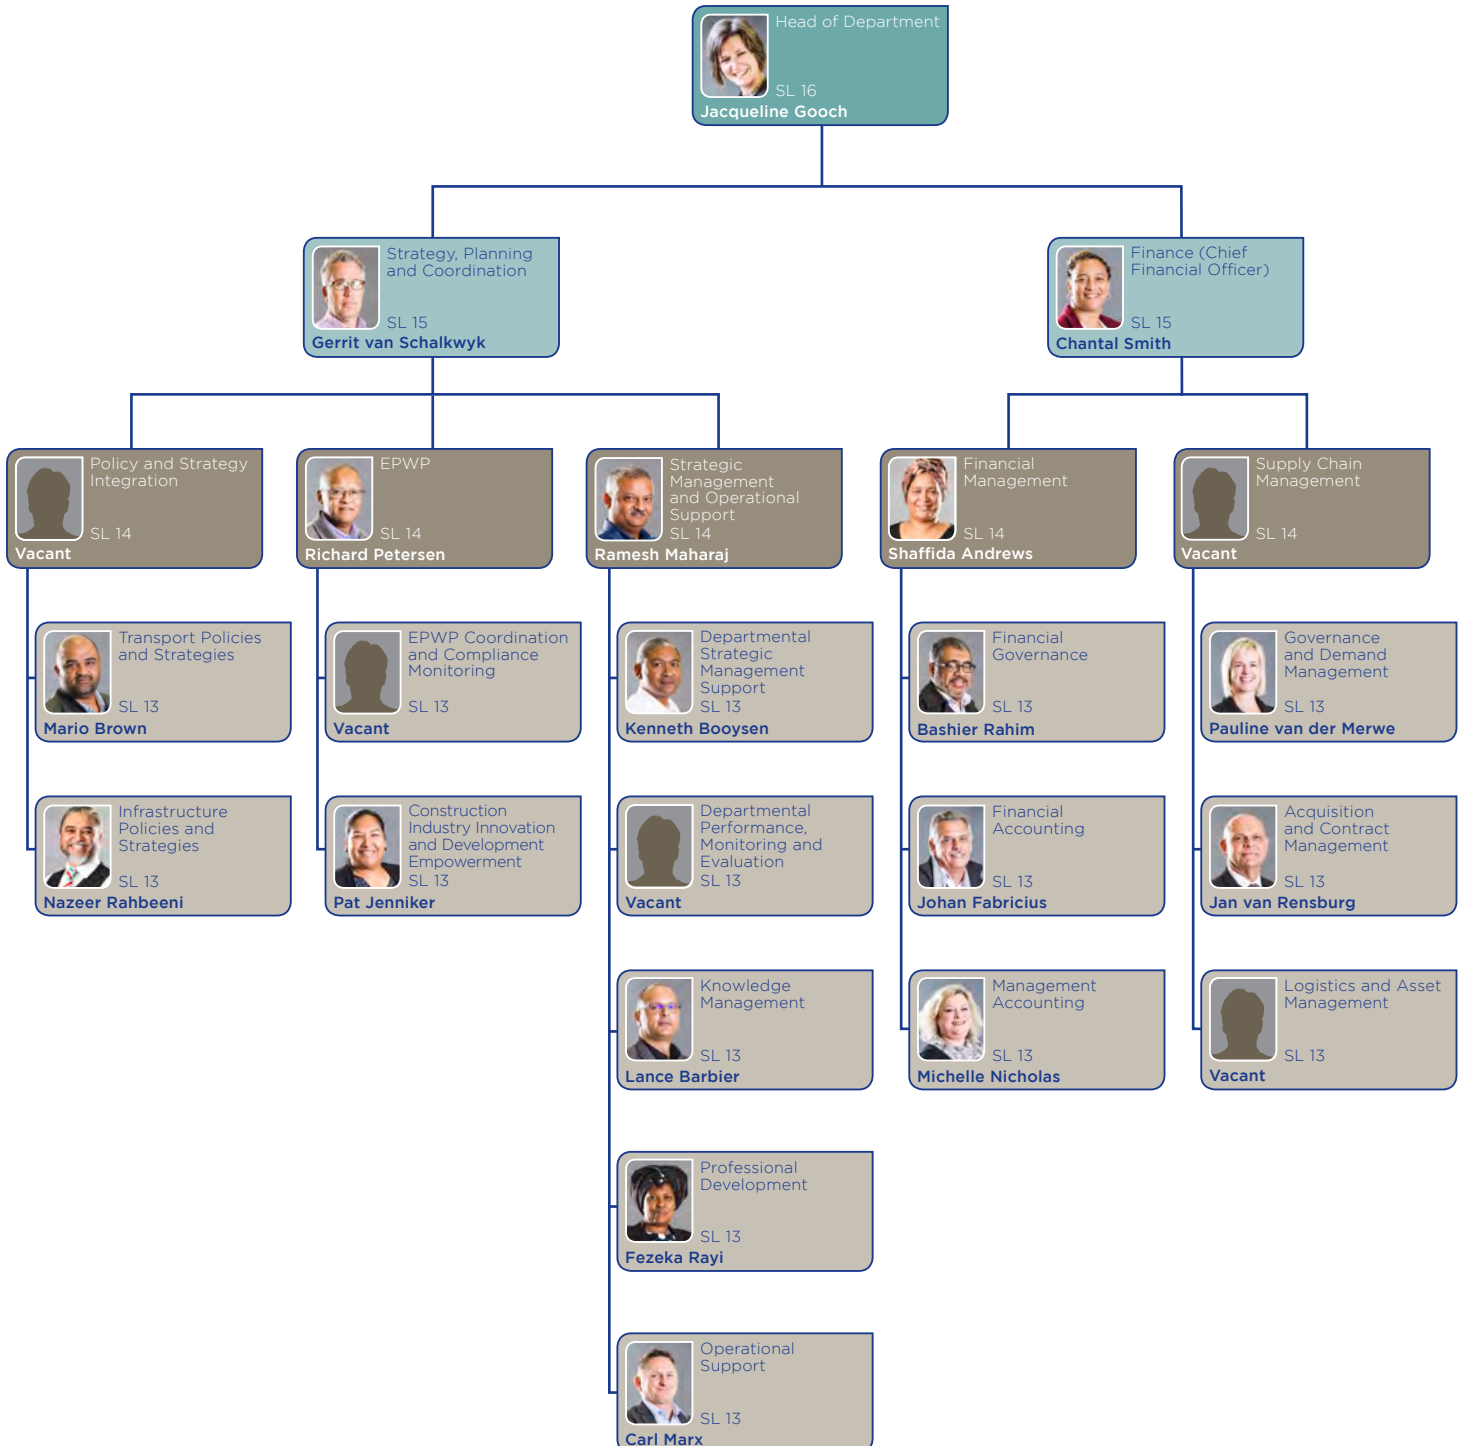 Head of Department
SL 16
Jacqueline Gooch
Strategy, Planning
and Coordination
SL 15
Gerrit van Schalkwyk
Finance (Chief
Financial Officer)
SL 15
Chantal Smith
Policy and Strategy
Integration
SL 14
Vacant
EPWP
SL 14
Richard Petersen
Strategic
Management
and Operational
Support
SL 14
Ramesh Maharaj
Financial
Management
SL 14
Shaffida Andrews
Supply Chain
Management
SL 14
Vacant
Transport Policies
and Strategies
SL 13
Mario Brown
EPWP Coordination
and Compliance
Monitoring
SL 13
Vacant
Departmental
Strategic
Management
Support
SL 13
Kenneth Booysen
Financial
Governance
SL 13
Bashier Rahim
Governance
and Demand
Management
SL 13
Pauline van der Merwe
Infrastructure
Policies and
Strategies
SL 13
Nazeer Rahbeeni
Construction
Industry Innovation
and Development
Empowerment
SL 13
Pat Jenniker
Departmental
Performance,
Monitoring and
Evaluation
SL 13
Vacant
Financial
Accounting
SL 13
Johan Fabricius
Acquisition
and Contract
Management
SL 13
Jan van Rensburg
Knowledge
Management
SL 13
Lance Barbier
Management
Accounting
SL 13
Michelle Nicholas
Logistics and Asset
Management
SL 13
Vacant
Professional
Development
SL 13
Fezeka Rayi
Operational
Support
SL 13
Carl Marx